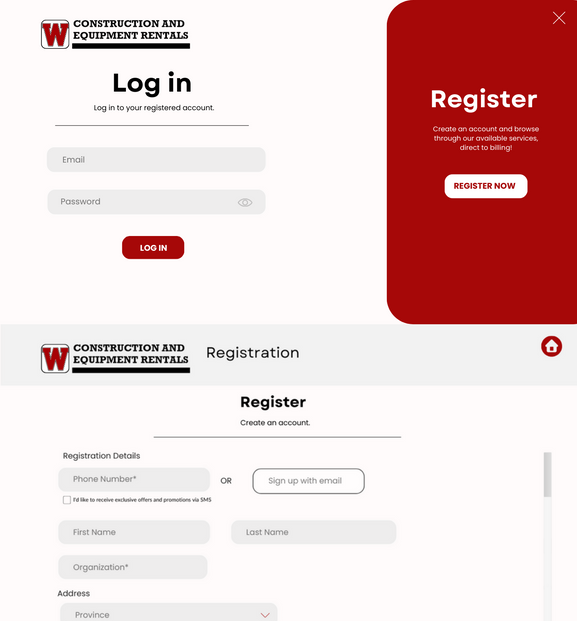 W CONSTRUCTION AND
EQUIPMENT RENTALS
Log in
Log in to your registered account.
Email
Password
LOG IN
Register
Create an account and browse
through our available services,
direct to billing!
REGISTER NOW
W CONSTRUCTION AND
EQUIPMENT RENTALS
Registration
Register
Create an account.
Registration Details
Phone Number*
OR
Sign up with email
I'd like to receive exclusive offers and promotions via SMS
First Name
Last Name
Organization*
Address
Province